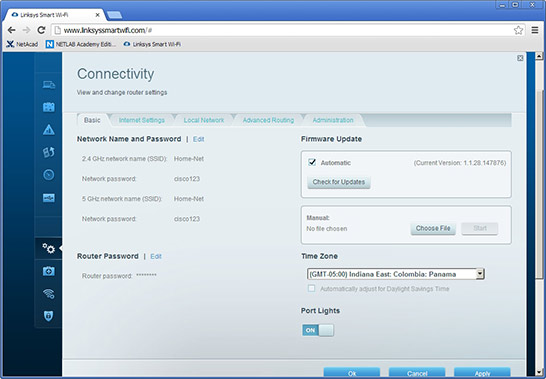 Linksys Smart Wi-Fi
www.linksyssmartwifi.com/#
NetAcad NETLAB Academy Editi... Linksys Smart Wi-Fi
Connectivity
View and change router settings
Basic Internet Settings Local Network Advanced Routing Administration
Network Name and Password | Edit
2.4 GHz network name (SSID): Home-Net
Network password: cisco123
5 GHz network name (SSID): Home-Net
Network password: cisco123
Router Password | Edit
Router password: ********
Firmware Update
Automatic (Current Version: 1.1.28.147876)
Check for Updates
Manual:
No file chosen Choose File Start
Time Zone
(GMT-05:00) Indiana East: Colombia: Panama
Automatically adjust for Daylight Savings Time
Port Lights
ON
Ok Cancel Apply